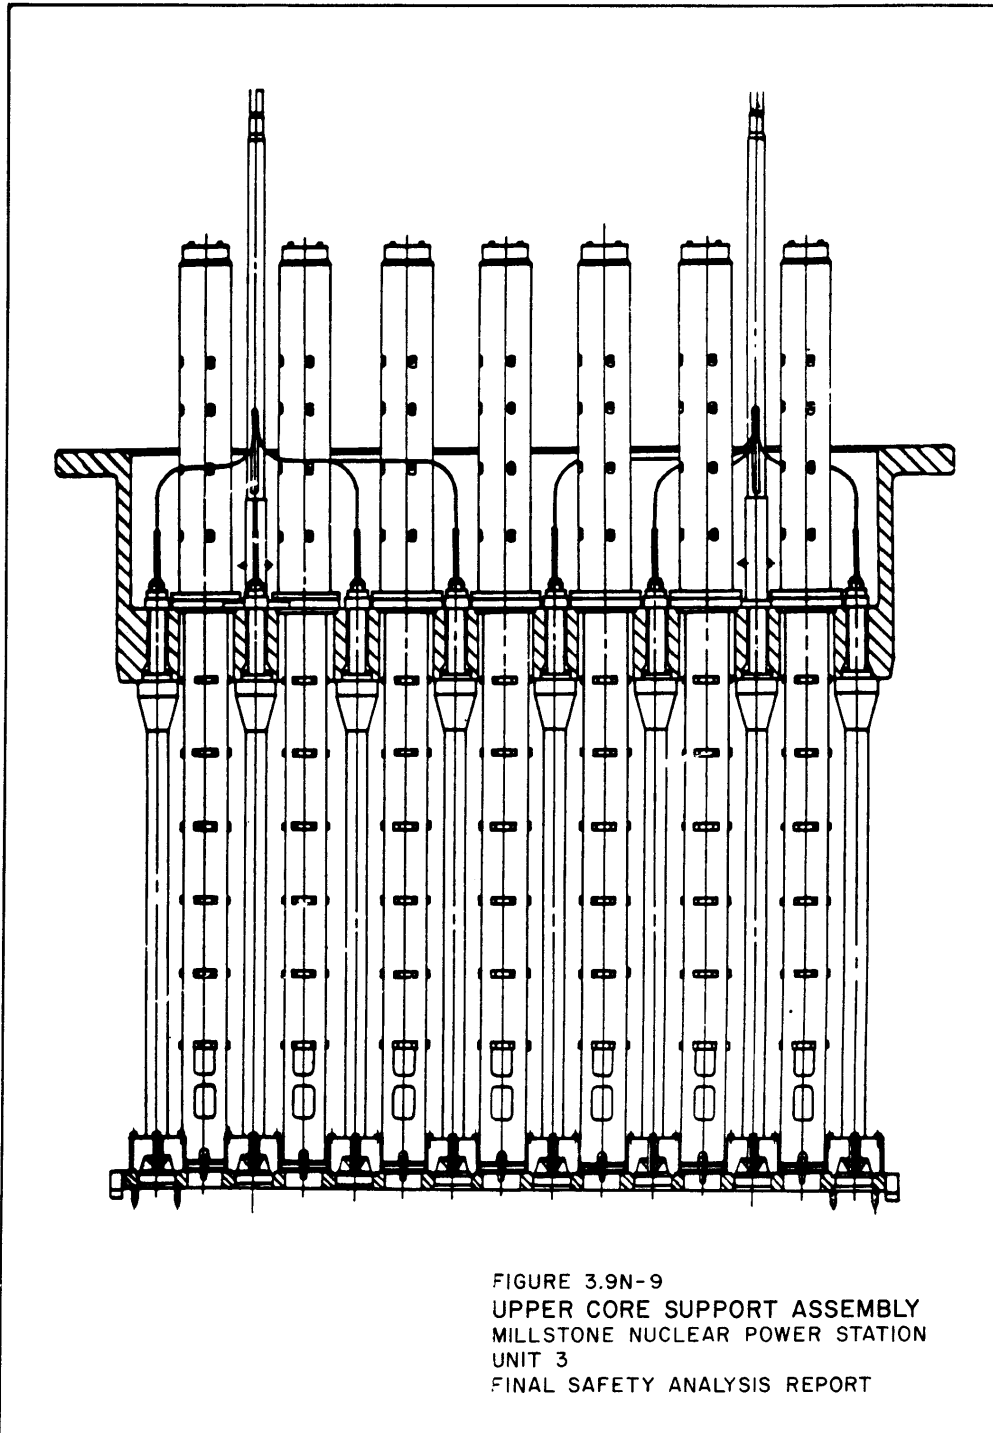 FIGURE 3.9N-9
UPPER CORE SUPPORT ASSEMBLY
MILLSTONE NUCLEAR POWER STATION
UNIT 3
FINAL SAFETY ANALYSIS REPORT